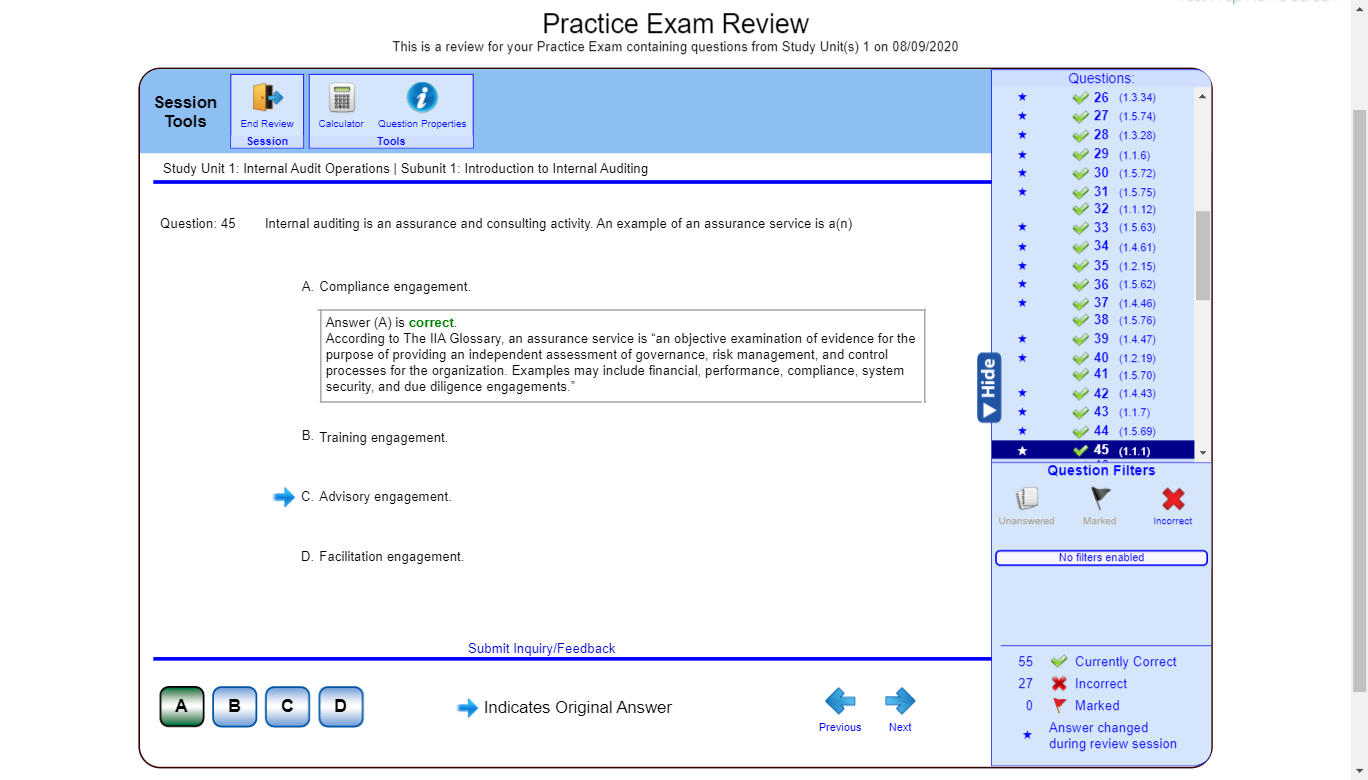 Practice Exam Review
This is a review for your Practice Exam containing questions from Study Unit(s) 1 on 08/09/2020
Session
Tools
End Review
Session
Calculator
Question Properties
Tools
Study Unit 1: Internal Audit Operations | Subunit 1: Introduction to Internal Auditing
Question: 45
Internal auditing is an assurance and consulting activity. An example of an assurance service is a(n)
A. Compliance engagement.
Answer (A) is correct.
According to The IIA Glossary, an assurance service is “an objective examination of evidence for the
purpose of providing an independent assessment of governance, risk management, and control
processes for the organization. Examples may include financial, performance, compliance, system
security, and due diligence engagements.”
B. Training engagement.
C. Advisory engagement.
D. Facilitation engagement.
Submit Inquiry/Feedback
A
B
C
D
Indicates Original Answer
Previous
Next
Questions:
26 (1.3.34)
27 (1.5.74)
28 (1.3.28)
29 (1.1.6)
30 (1.5.72)
31 (1.5.75)
32 (1.1.12)
33 (1.5.63)
34 (1.4.61)
35 (1.2.15)
36 (1.5.62)
37 (1.4.46)
38 (1.5.76)
39 (1.4.47)
40 (1.2.19)
41 (1.5.70)
42 (1.4.43)
43 (1.1.7)
44 (1.5.69)
45 (1.1.1)
Hide
Question Filters
Unanswered
Marked
Incorrect
No filters enabled
55 Currently Correct
27 Incorrect
0 Marked
Answer changed
during review session